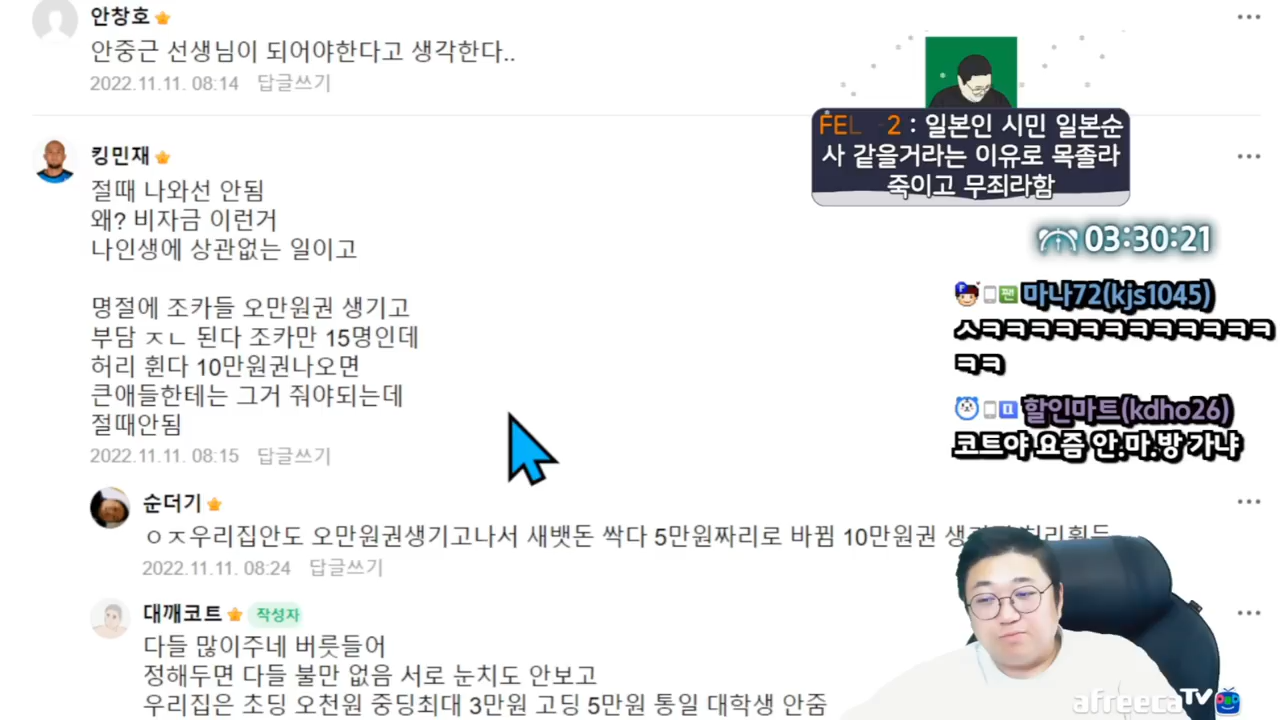 안창호
안중근 선생님이 되어야한다고 생각한다..
2022.11.11. 08:14 답글쓰기
킹민재
절때 나와선 안됨
왜? 비자금 이런거
나인생에 상관없는 일이고
명절에 조카들 오만원권 생기고
부담 ㅈㄴ 된다 조카만 15명인데
허리 휜다 10만원권나오면
큰애들한테는 그거 줘야되는데
절때안됨
2022.11.11. 08:15 답글쓰기
순더기
ㅇㅈ우리집안도 오만원권생기고나서 새뱃돈 싹다 5만원짜리로 바뀜 10만원권
2022.11.11. 08:24 답글쓰기
대깨코트 작성자
다들 많이주네 버릇들어
정해두면 다들 불만 없음 서로 눈치도 안보고
우리집은 초딩 오천원 중딩최대 3만원 고딩 5만원 통일 대학생 안줌
FEL 2 : 일본인 시민 일본순
사 같을거라는 이유로 목졸라
죽이고 무죄라함
03:30:21
마나72(kjs1045)
ㅅㅋㅋㅋㅋㅋㅋㅋㅋㅋㅋㅋㅋ
ㅋㅋ
할인마트(kdho26)
코트야 요즘 안.마.방 가냐
afreecaTV